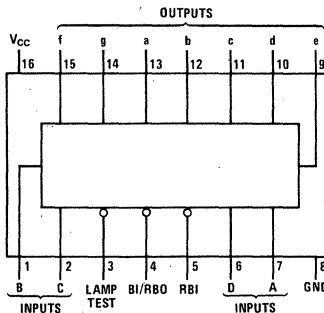 OUTPUTS
VCC f g a b c d e
16 15 14 13 12 11 10 9
1 2 3 4 5 6 7 8
B C LAMP TEST BI/RBO RBI D A GND
INPUTS INPUTS